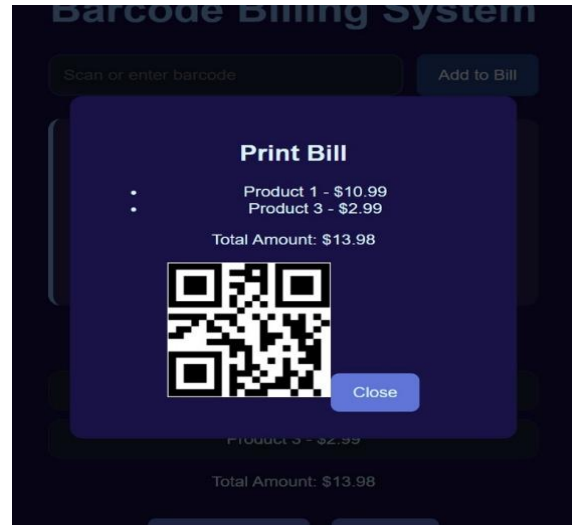 Barcode Billing System
Scan or enter barcode
Add to Bill
Print Bill
• Product 1 - $10.99
• Product 3 - $2.99
Total Amount: $13.98
Close
Product 3 - $2.99
Total Amount: $13.98